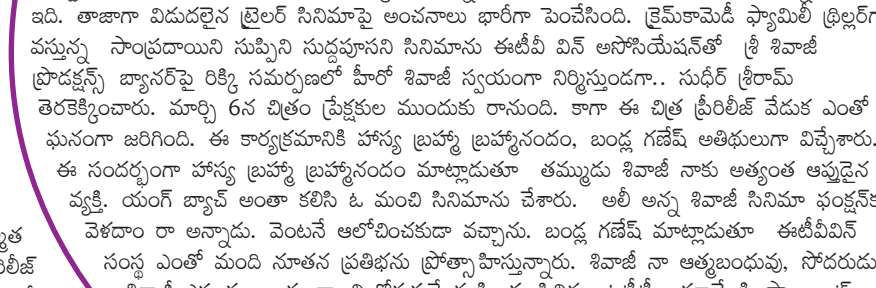 ఇది. తాజాగా విడుదలైన ట్రైలర్ సినిమాపై అంచనాలు భారీగా పెంచేసింది. క్రైమ్‌కామెడీ ఫ్యామిలీ థ్రిల్లర్‌గా
వస్తున్న సాంప్రదాయిని సుప్పిని సుద్దపూసని సినిమాను ఈటీవీ విన్ అసోసియేషన్‌తో శ్రీ శివాజీ
ప్రొడక్షన్స్ బ్యానర్‌పై రిక్కి సమర్పణలో హీరో శివాజీ స్వయంగా నిర్మిస్తుండగా.. సుధీర్ శ్రీరామ్
తెరకెక్కించారు. మార్చి 6న చిత్రం ప్రేక్షకుల ముందుకు రానుంది. కాగా ఈ చిత్ర ప్రీరిలీజ్ వేడుక ఎంతో
ఘనంగా జరిగింది. ఈ కార్యక్రమానికి హాస్య బ్రహ్మా బ్రహ్మానందం, బండ్ల గణేష్ అతిథులుగా విచ్చేశారు.
ఈ సందర్భంగా హాస్య బ్రహ్మా బ్రహ్మానందం మాట్లాడుతూ తమ్ముడు శివాజీ నాకు అత్యంత ఆప్తుడైన
వ్యక్తి. యంగ్ బ్యాచ్ అంతా కలిసి ఓ మంచి సినిమాను చేశారు. అలీ అన్న శివాజీ సినిమా ఫంక్షన్‌కు
వెళదాం రా అన్నాడు. వెంటనే ఆలోచించకుడా వచ్చాను. బండ్ల గణేష్ మాట్లాడుతూ ఈటీవీవిన్
సంస్థ ఎంతో మంది నూతన ప్రతిభను ప్రోత్సాహిస్తున్నారు. శివాజీ నా ఆత్మబంధువు, సోదరుడు